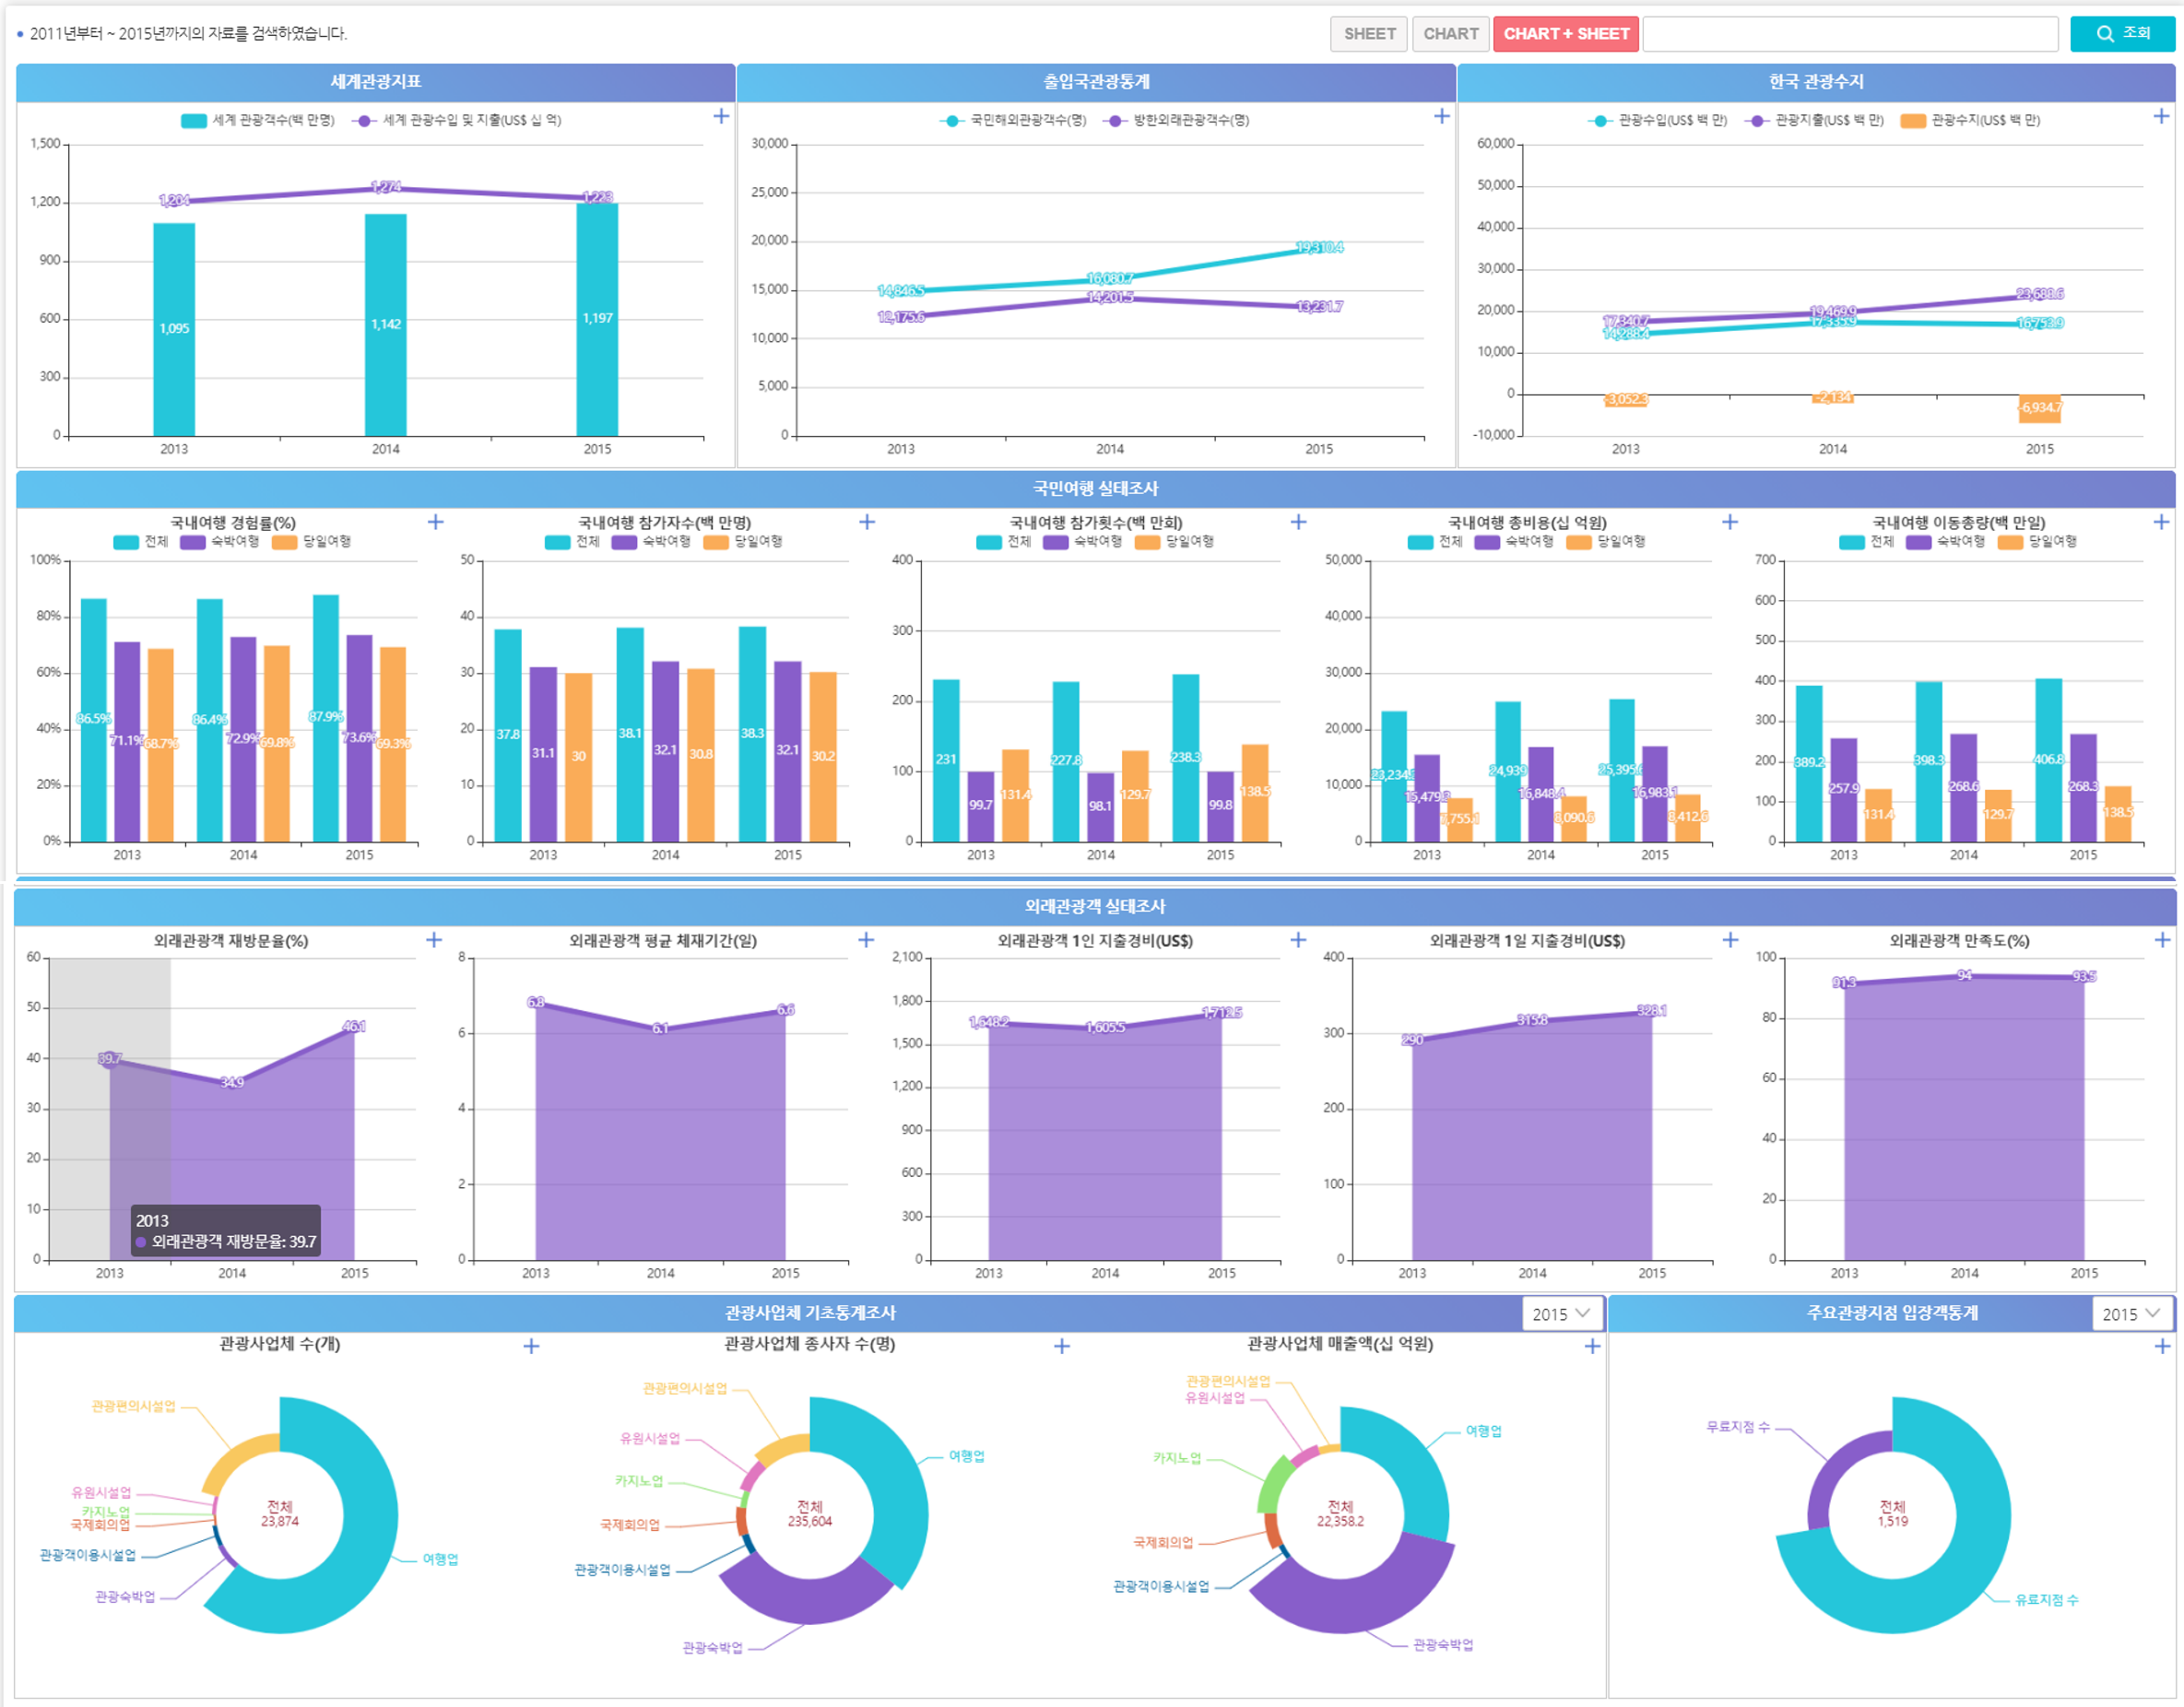 2011년부터 ~ 2015년까지의 자료를 검색하였습니다.
SHEET CHART CHART + SHEET 조회
세계관광지표
세계 관광객수(백 만명) 세계 관광수입 및 지출(US$ 십 억)
1,500
1,200
900
600
300
0
1,204 1,274 1,223
1,095 1,142 1,197
2013 2014 2015
출입국관광통계
국민해외관광객수(명) 방한외래관광객수(명)
30,000
25,000
20,000
15,000
10,000
5,000
0
14,846.5 16,080.7 19,310.4
12,175.6 14,201.5 13,231.7
2013 2014 2015
한국 관광수지
관광수입(US$ 백 만) 관광지출(US$ 백 만) 관광수지(US$ 백 만)
60,000
50,000
40,000
30,000
20,000
10,000
0
-10,000
17,340.7 19,469.9 23,688.6
14,288.4 17,335.9 16,753.9
-3,052.3 -2,134 -6,934.7
2013 2014 2015
국민여행 실태조사
국내여행 경험률(%)
전체 숙박여행 당일여행
100%
80%
60%
40%
20%
0%
86.5% 71.1% 68.7% 86.4% 72.9% 69.8% 87.9% 73.6% 69.3%
2013 2014 2015
국내여행 참가자수(백 만명)
전체 숙박여행 당일여행
50
40
30
20
10
0
37.8 31.1 30 38.1 32.1 30.8 38.3 32.1 30.2
2013 2014 2015
국내여행 참가횟수(백 만회)
전체 숙박여행 당일여행
400
300
200
100
0
231 99.7 131.4 227.8 98.1 129.7 238.3 99.8 138.5
2013 2014 2015
국내여행 총비용(십 억원)
전체 숙박여행 당일여행
50,000
40,000
30,000
20,000
10,000
0
15,479.3 24,939 16,848.4 8,090.6 25,395.6 16,983.1 8,412.6
2013 2014 2015
국내여행 이동총량(백 만일)
전체 숙박여행 당일여행
700
600
500
400
300
200
100
0
389.2 257.9 131.4 398.3 268.6 129.7 406.8 268.3 138.5
2013 2014 2015
외래관광객 실태조사
외래관광객 재방문율(%)
60
50
40
30
20
10
0
39.7 34.9 46.1
2013
외래관광객 재방문율: 39.7
2013 2014 2015
외래관광객 평균 체재기간(일)
8
6
4
2
0
6.8 6.1 6.6
2013 2014 2015
외래관광객 1인 지출경비(US$)
2,100
1,800
1,500
1,200
900
600
300
0
1,648.2 1,605.5 1,712.5
2013 2014 2015
외래관광객 1일 지출경비(US$)
400
300
200
100
0
290 315.8 328.1
2013 2014 2015
외래관광객 만족도(%)
100
80
60
40
20
0
91.3 94 93.5
2013 2014 2015
관광사업체 기초통계조사 2015
관광사업체 수(개)
관광편의시설업
유원시설업
카지노업
국제회의업
관광객이용시설업
관광숙박업
여행업
전체
23,874
관광사업체 종사자 수(명)
관광편의시설업
유원시설업
카지노업
국제회의업
관광객이용시설업
관광숙박업
여행업
전체
235,604
관광사업체 매출액(십 억원)
관광편의시설업
유원시설업
카지노업
국제회의업
관광객이용시설업
관광숙박업
여행업
전체
22,358.2
주요관광지점 입장객통계 2015
무료지점 수
유료지점 수
전체
1,519